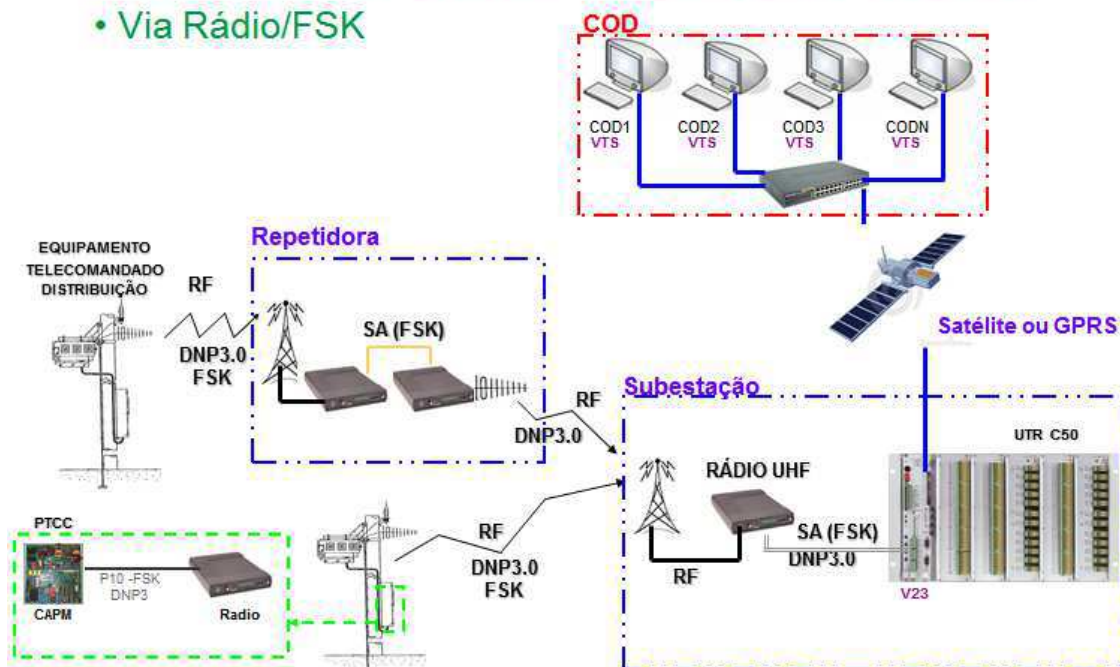 • Via Rádio/FSK
COD
COD1
VTS
COD2
VTS
COD3
VTS
CODN
VTS
EQUIPAMENTO
TELECOMANDADO
DISTRIBUIÇÃO
RF
DNP3.0
FSK
Repetidora
SA (FSK)
RF
DNP3.0
Satélite ou GPRS
Subestação
UTR C50
RÁDIO UHF
SA (FSK)
DNP3.0
RF
V23
RF
DNP3.0
FSK
PTCC
P10 -FSK
DNP3
CAPM
Radio